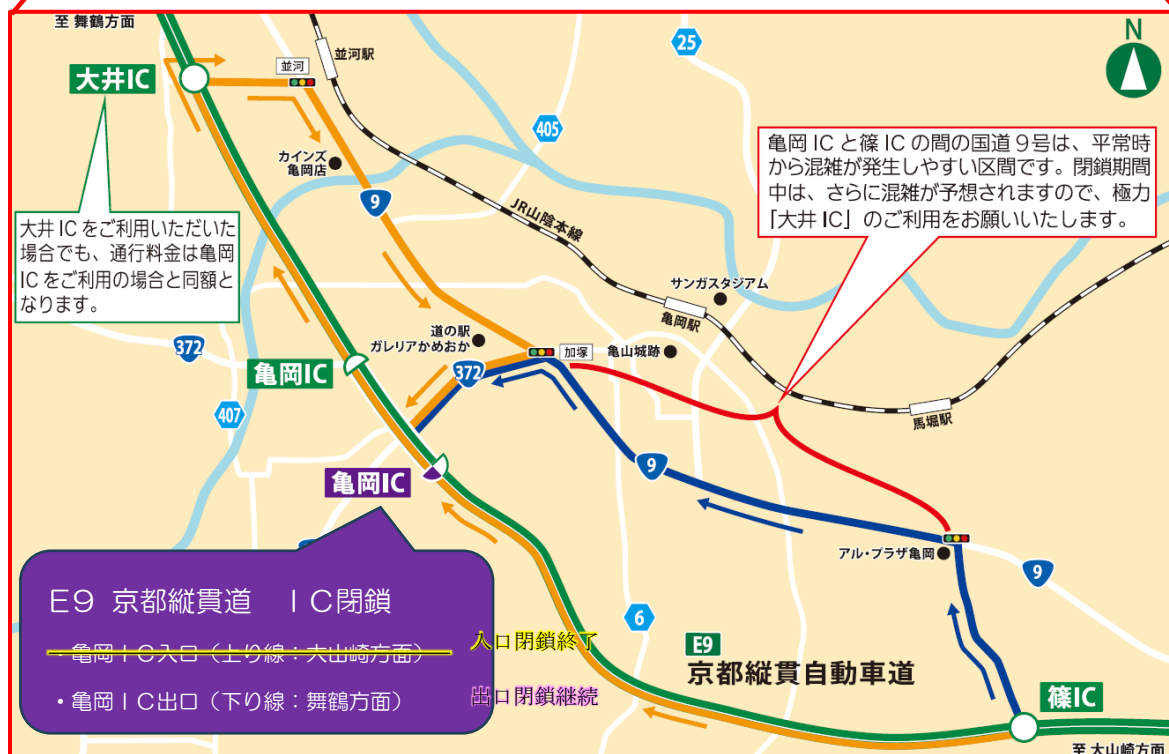 至 舞鶴方面
大井IC
並河
並河駅
25
N
405
カインズ
亀岡店
9
JR山陰本線
亀岡 IC と篠 IC の間の国道 9号は、平常時
から混雑が発生しやすい区間です。閉鎖期間
中は、さらに混雑が予想されますので、極力
「大井 IC」のご利用をお願いいたします。
大井 IC をご利用いただいた
場合でも、通行料金は亀岡
IC をご利用の場合と同額と
なります。
サンガスタジアム
亀岡駅
372
道の駅
ガレリアかめおか
加塚
亀山城跡
亀岡IC
372
407
馬堀駅
亀岡IC
9
アル・プラザ亀岡
9
E9 京都縦貫道 IC閉鎖
・亀岡IC入口(上り線:大山崎方面)
入口閉鎖終了
・亀岡IC出口(下り線:舞鶴方面)
出口閉鎖継続
6
E9
京都縦貫自動車道
篠IC
至 大山崎方面